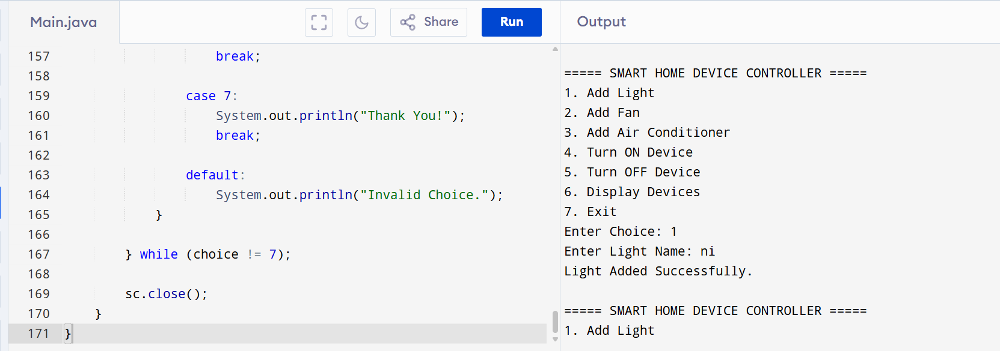 Main.java
Share
Run
157 break;
158
159 case 7:
160 System.out.println("Thank You!");
161 break;
162
163 default:
164 System.out.println("Invalid Choice.");
165 }
166
167 } while (choice != 7);
168
169 sc.close();
170 }
171 }
Output
===== SMART HOME DEVICE CONTROLLER =====
1. Add Light
2. Add Fan
3. Add Air Conditioner
4. Turn ON Device
5. Turn OFF Device
6. Display Devices
7. Exit
Enter Choice: 1
Enter Light Name: ni
Light Added Successfully.
===== SMART HOME DEVICE CONTROLLER =====
1. Add Light